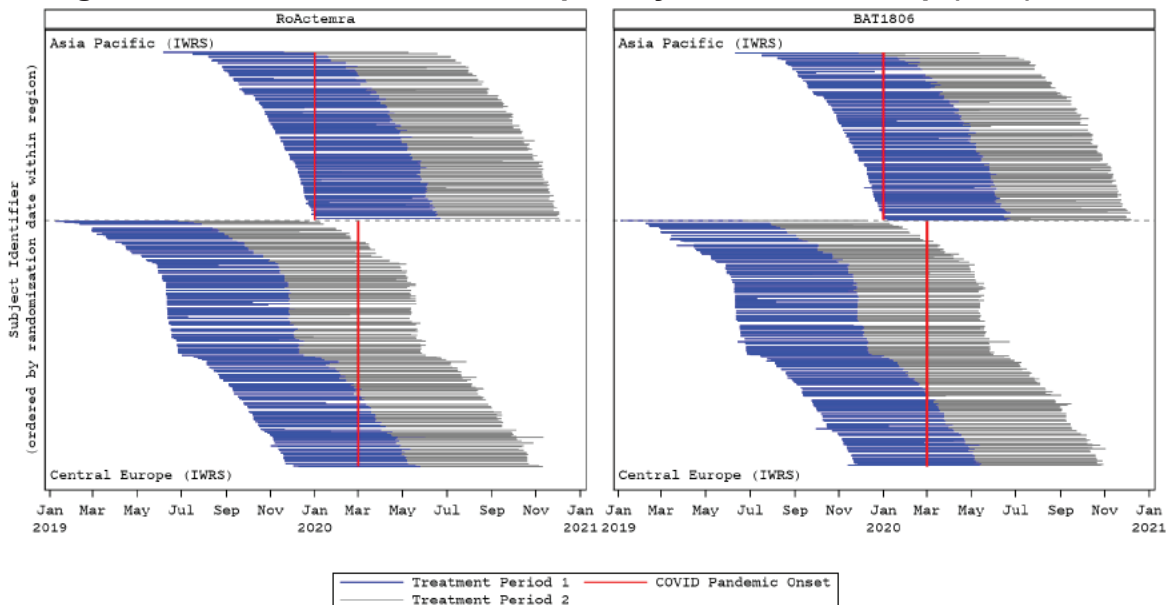 RoActemra
BAT1806
Asia Pacific (IWRS)
Asia Pacific (IWRS)
Subject Identifier
(ordered by randomization date within region)
Central Europe (IWRS)
Central Europe (IWRS)
Jan Mar May Jul Sep Nov Jan Mar May Jul Sep Nov Jan
2019 2020 2021
Jan Mar May Jul Sep Nov Jan Mar May Jul Sep Nov Jan
2019 2020 2021
Treatment Period 1
COVID Pandemic Onset
Treatment Period 2